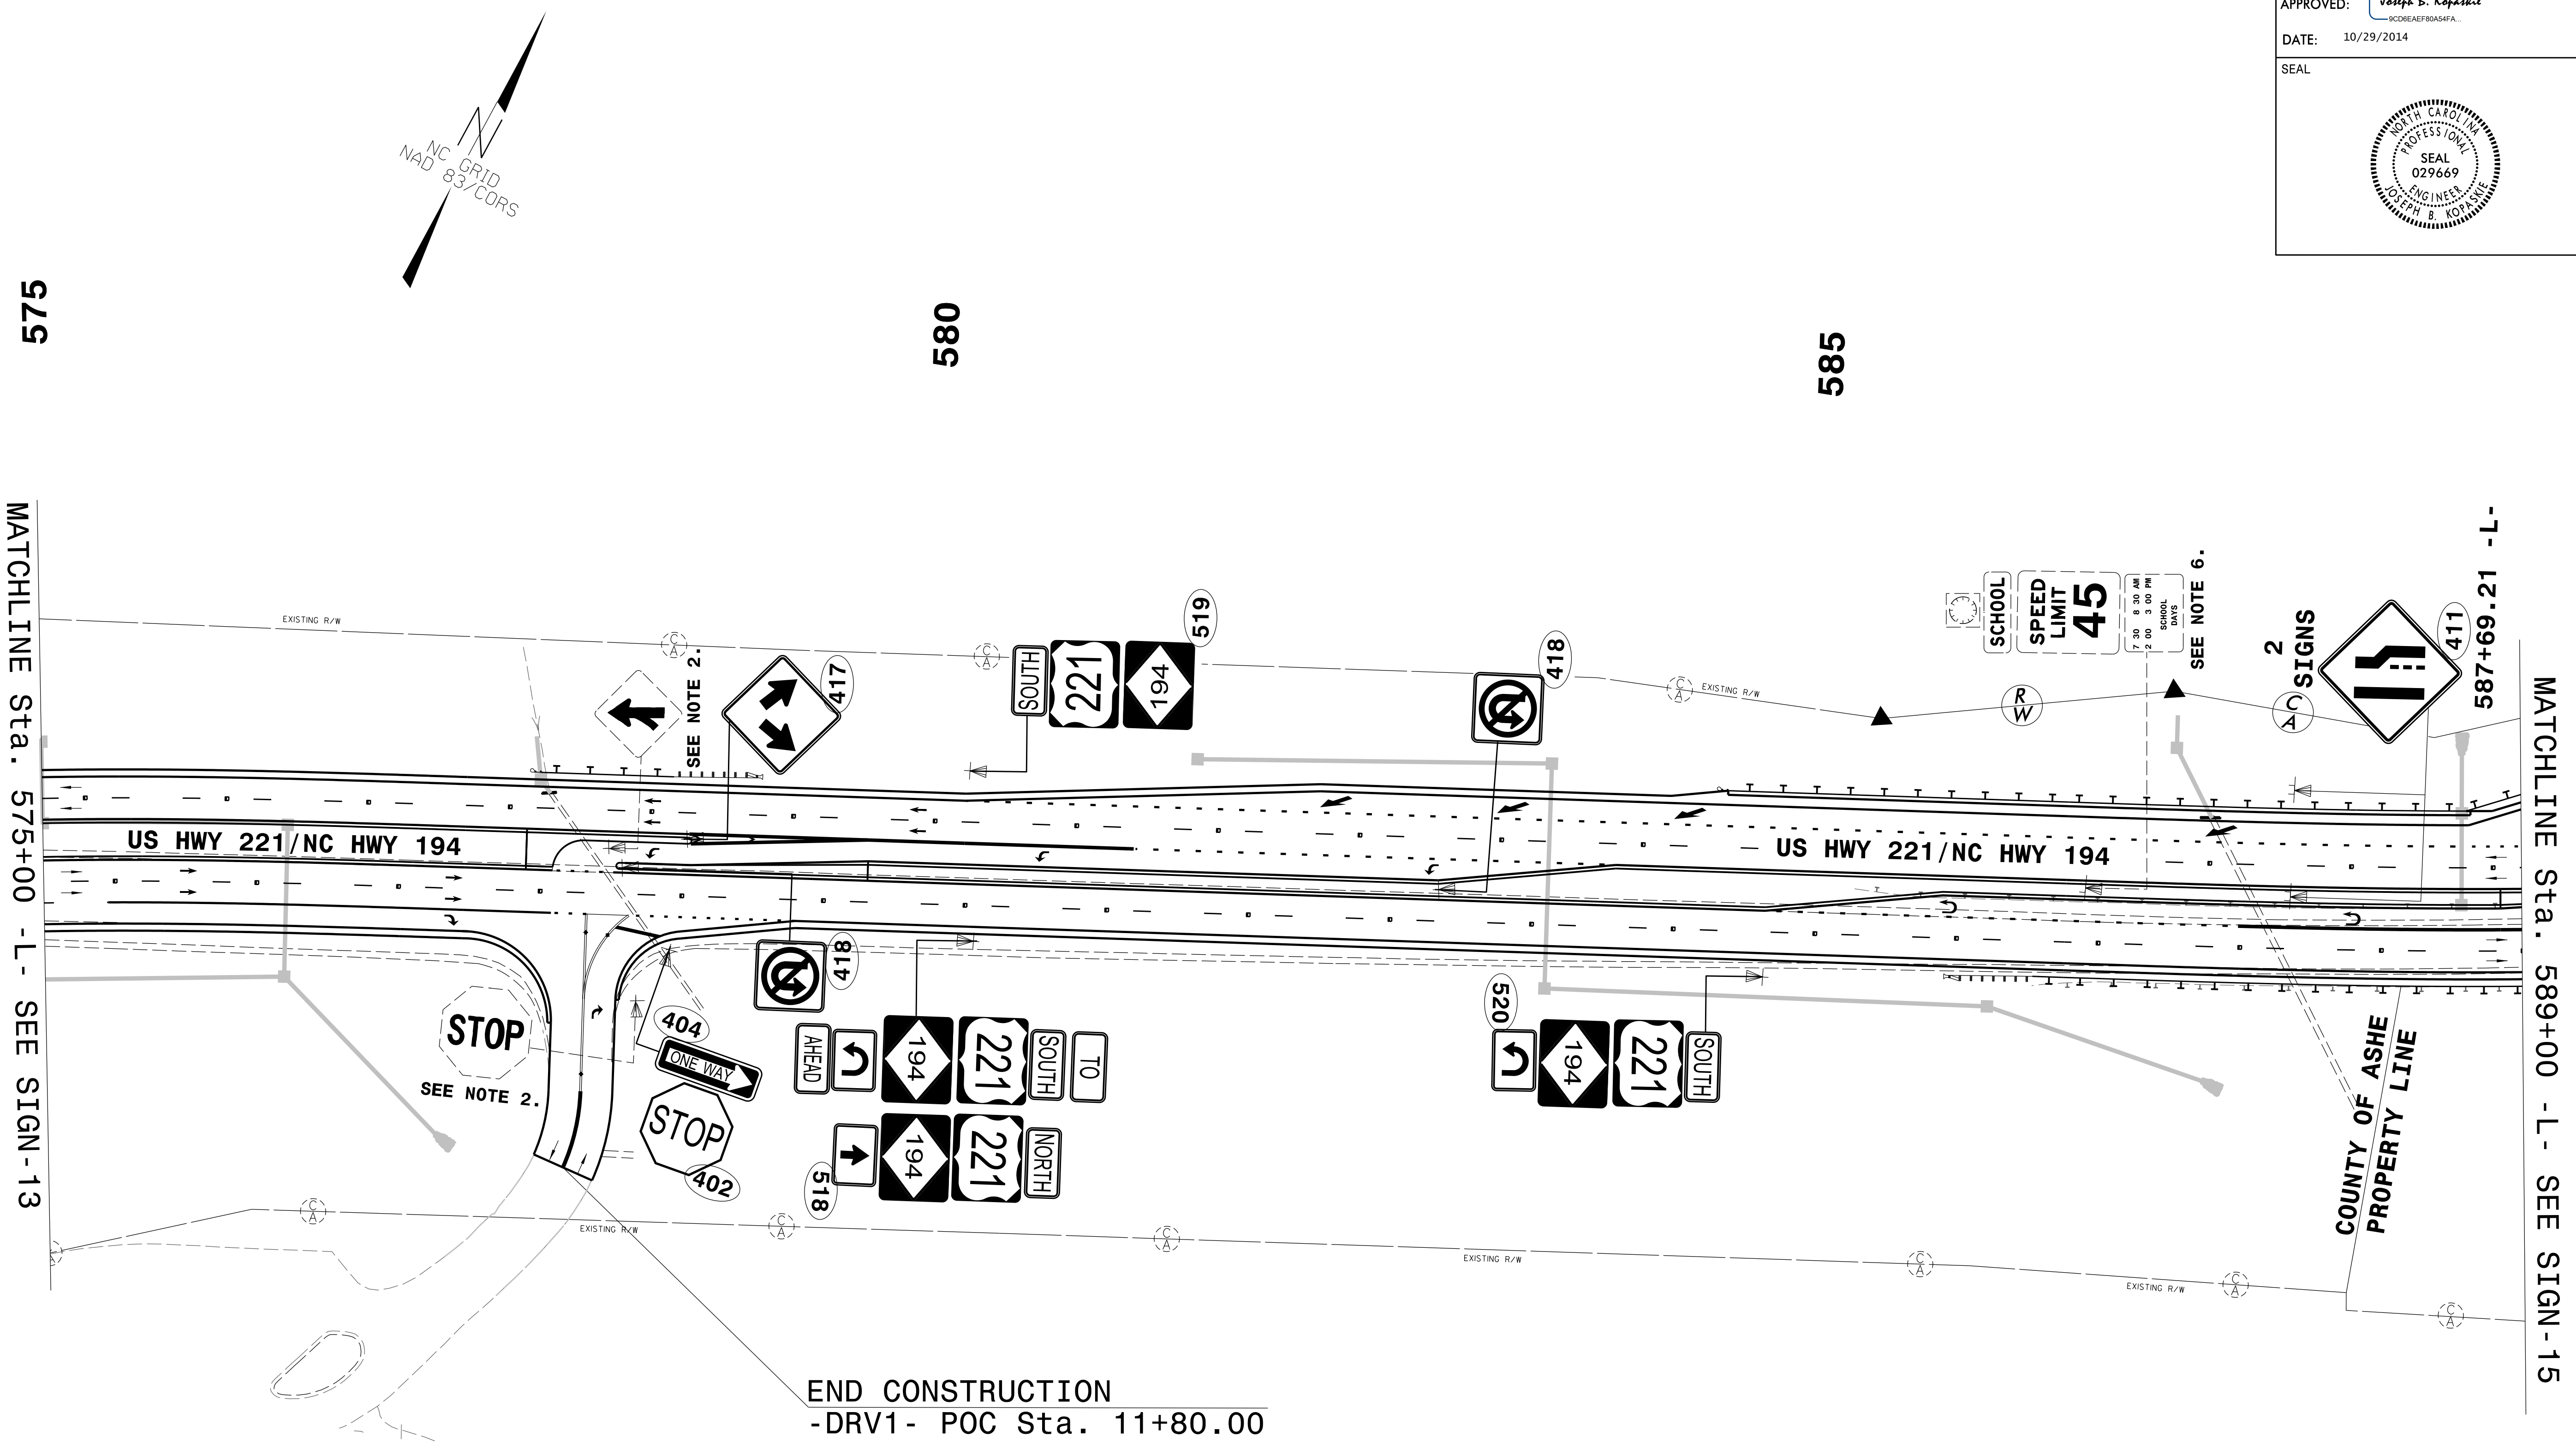 APPROVED: Joseph B. Kopaskie
9CD6EAEF80A54FA...
DATE: 10/29/2014
SEAL
NORTH CAROLINA
PROFESSIONAL
SEAL
029669
ENGINEER
JOSEPH B. KOPASKIE
N
NC GRID
NAD 83/CORS
575
580
585
MATCHLINE Sta. 575+00 -L- SEE SIGN-13
EXISTING R/W
C
A
C
A
SEE NOTE 2.
417
SOUTH
221
194
519
418
EXISTING R/W
C
A
R
W
C
A
SCHOOL
SPEED
LIMIT
45
7 30 8 30 AM
2 00 3 00 PM
SCHOOL
DAYS
SEE NOTE 6.
2
SIGNS
411
587+69.21 -L-
MATCHLINE Sta. 589+00 -L- SEE SIGN-15
US HWY 221/NC HWY 194
US HWY 221/NC HWY 194
STOP
SEE NOTE 2.
404
ONE WAY
STOP
402
418
AHEAD
194
221
SOUTH
TO
518
194
221
NORTH
520
194
221
SOUTH
COUNTY OF ASHE
PROPERTY LINE
C
A
A
EXISTING R/W
C
A
C
A
EXISTING R/W
C
A
EXISTING R/W
C
A
C
A
END CONSTRUCTION
-DRV1- POC Sta. 11+80.00